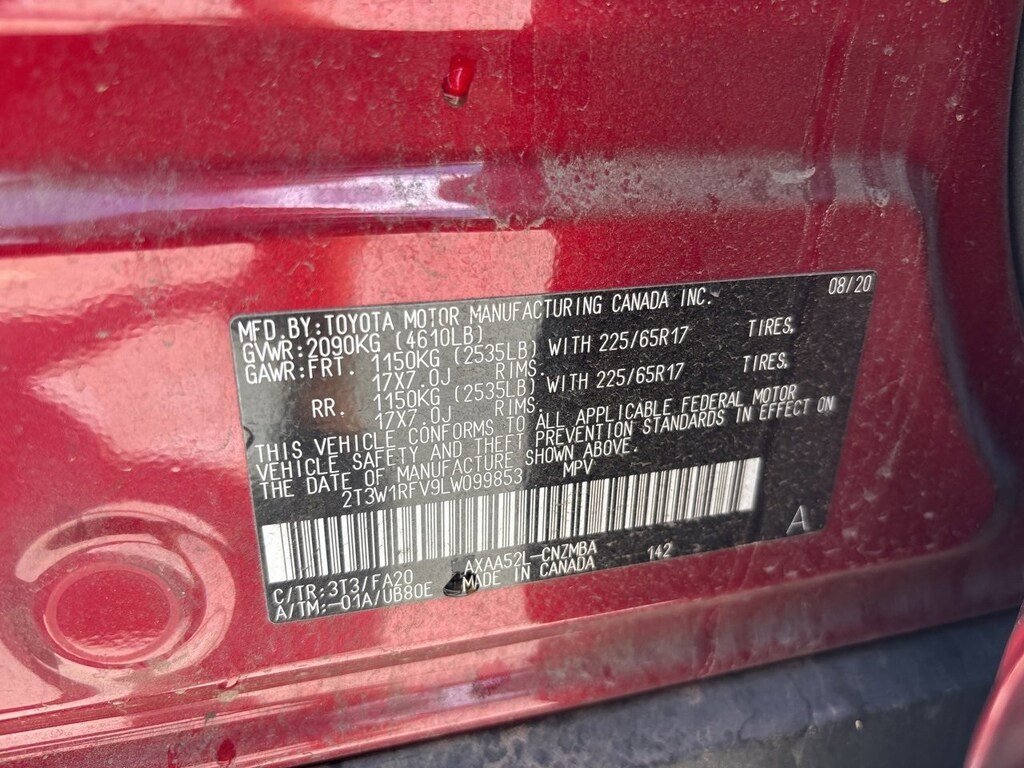 MFD.BY:TOYOTA MOTOR MANUFACTURING CANADA INC. 08/20
GVWR:2090KG (4610LB)
GAWR:FRT. 1150KG (2535LB) WITH 225/65R17 TIRES,
17X7.0J RIMS.
RR. 1150KG (2535LB) WITH 225/65R17 TIRES,
17X7.0J RIMS.
THIS VEHICLE CONFORMS TO ALL APPLICABLE FEDERAL MOTOR
VEHICLE SAFETY AND THEFT PREVENTION STANDARDS IN EFFECT ON
THE DATE OF MANUFACTURE SHOWN ABOVE.
2T3W1RFV9LW099853 MPV
A
C/TR:3T3/FA20 AXAA52L-CNZMBA 142
A/TM:-01A/UB80E MADE IN CANADA